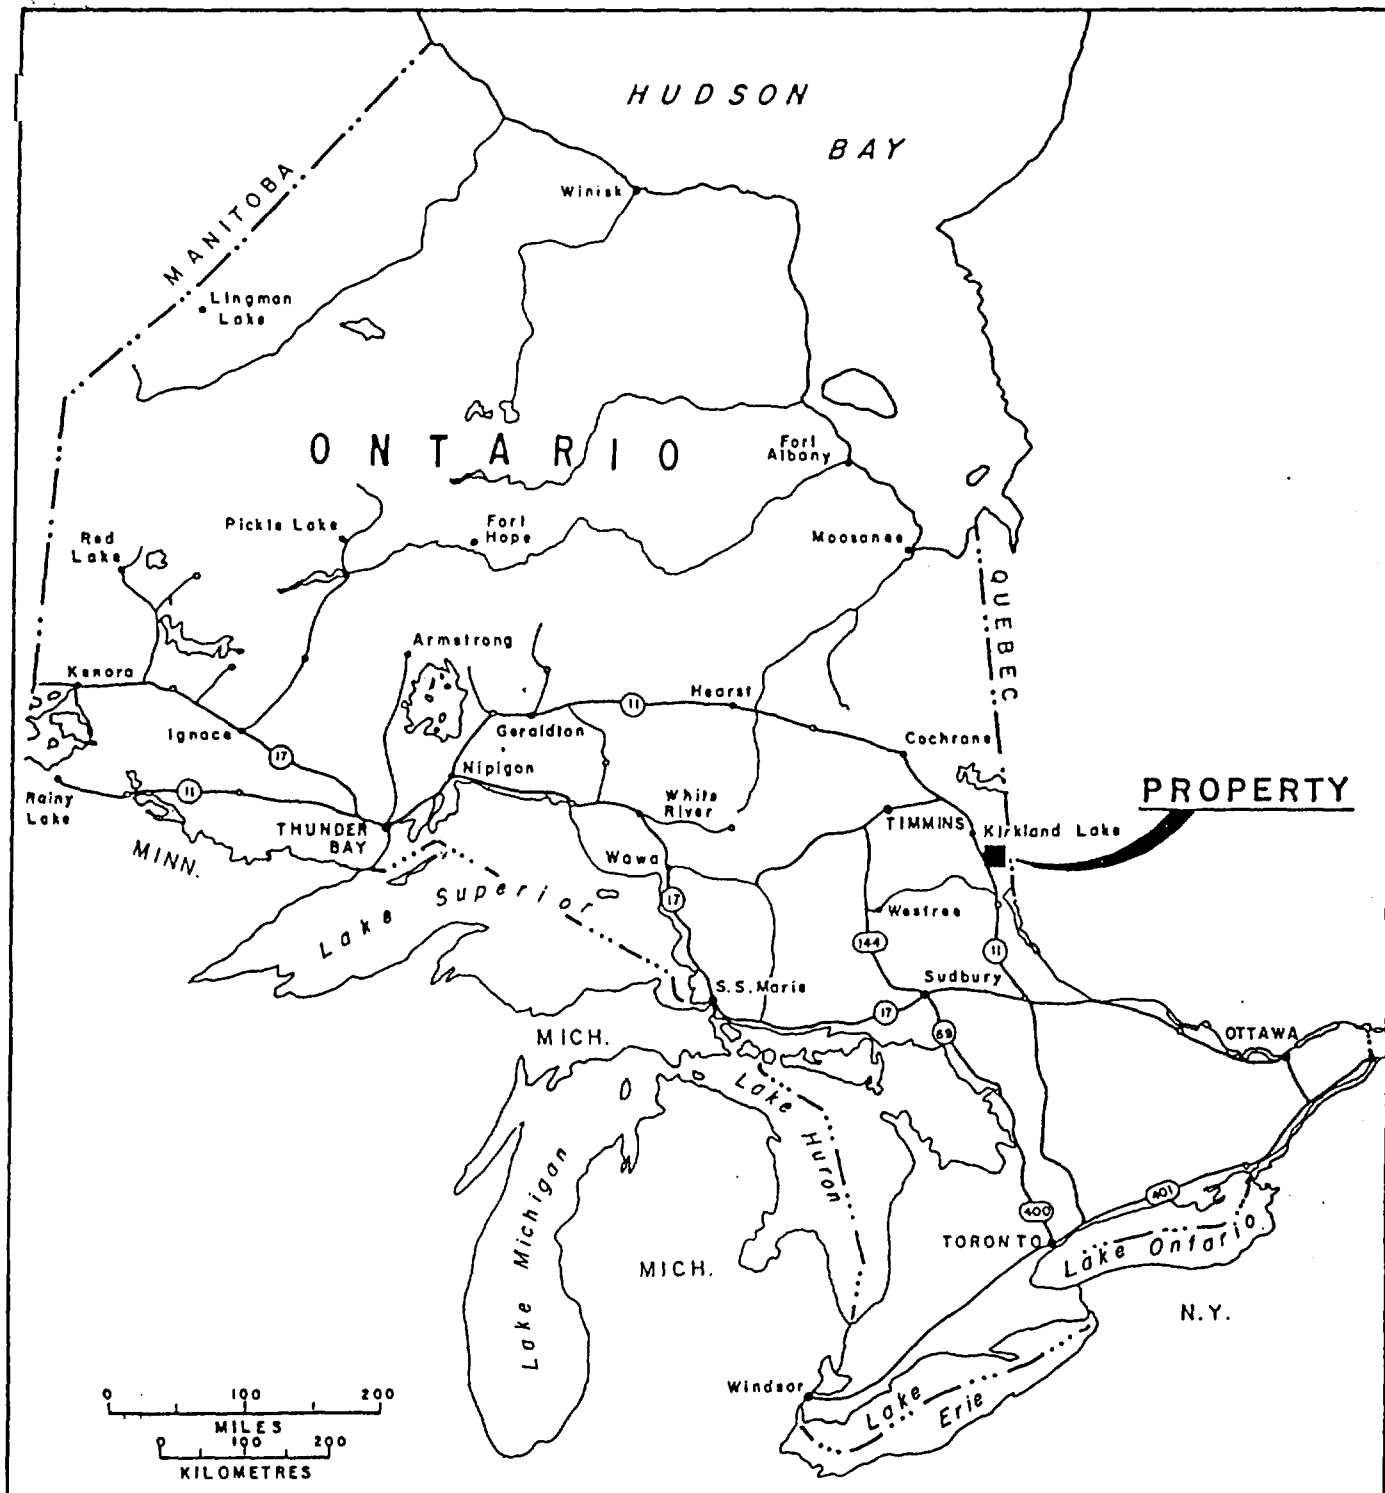 HUDSON
BAY
MANITOBA
Winisk
Lingman
Lake
ONTARIO
Fort
Albany
Pickle Lake
Fort
Hope
Red
Lake
Moosonee
QUEBEC
Armstrong
Kenora
Hearst
11
Ignace
Geraldton
Cochrane
17
Nipigon
PROPERTY
11
Rainy
Lake
White
River
THUNDER
BAY
TIMMINS
Kirkland Lake
MINN.
Wawa
Lake Superior
17
Westree
144
11
Sudbury
S.S. Marie
17
69
OTTAWA
MICH.
Lake Huron
Lake Michigan
401
400
TORONTO
Lake Ontario
MICH.
N.Y.
Windsor
Lake
Erie
0 100 200
MILES
0 100 200
KILOMETRES